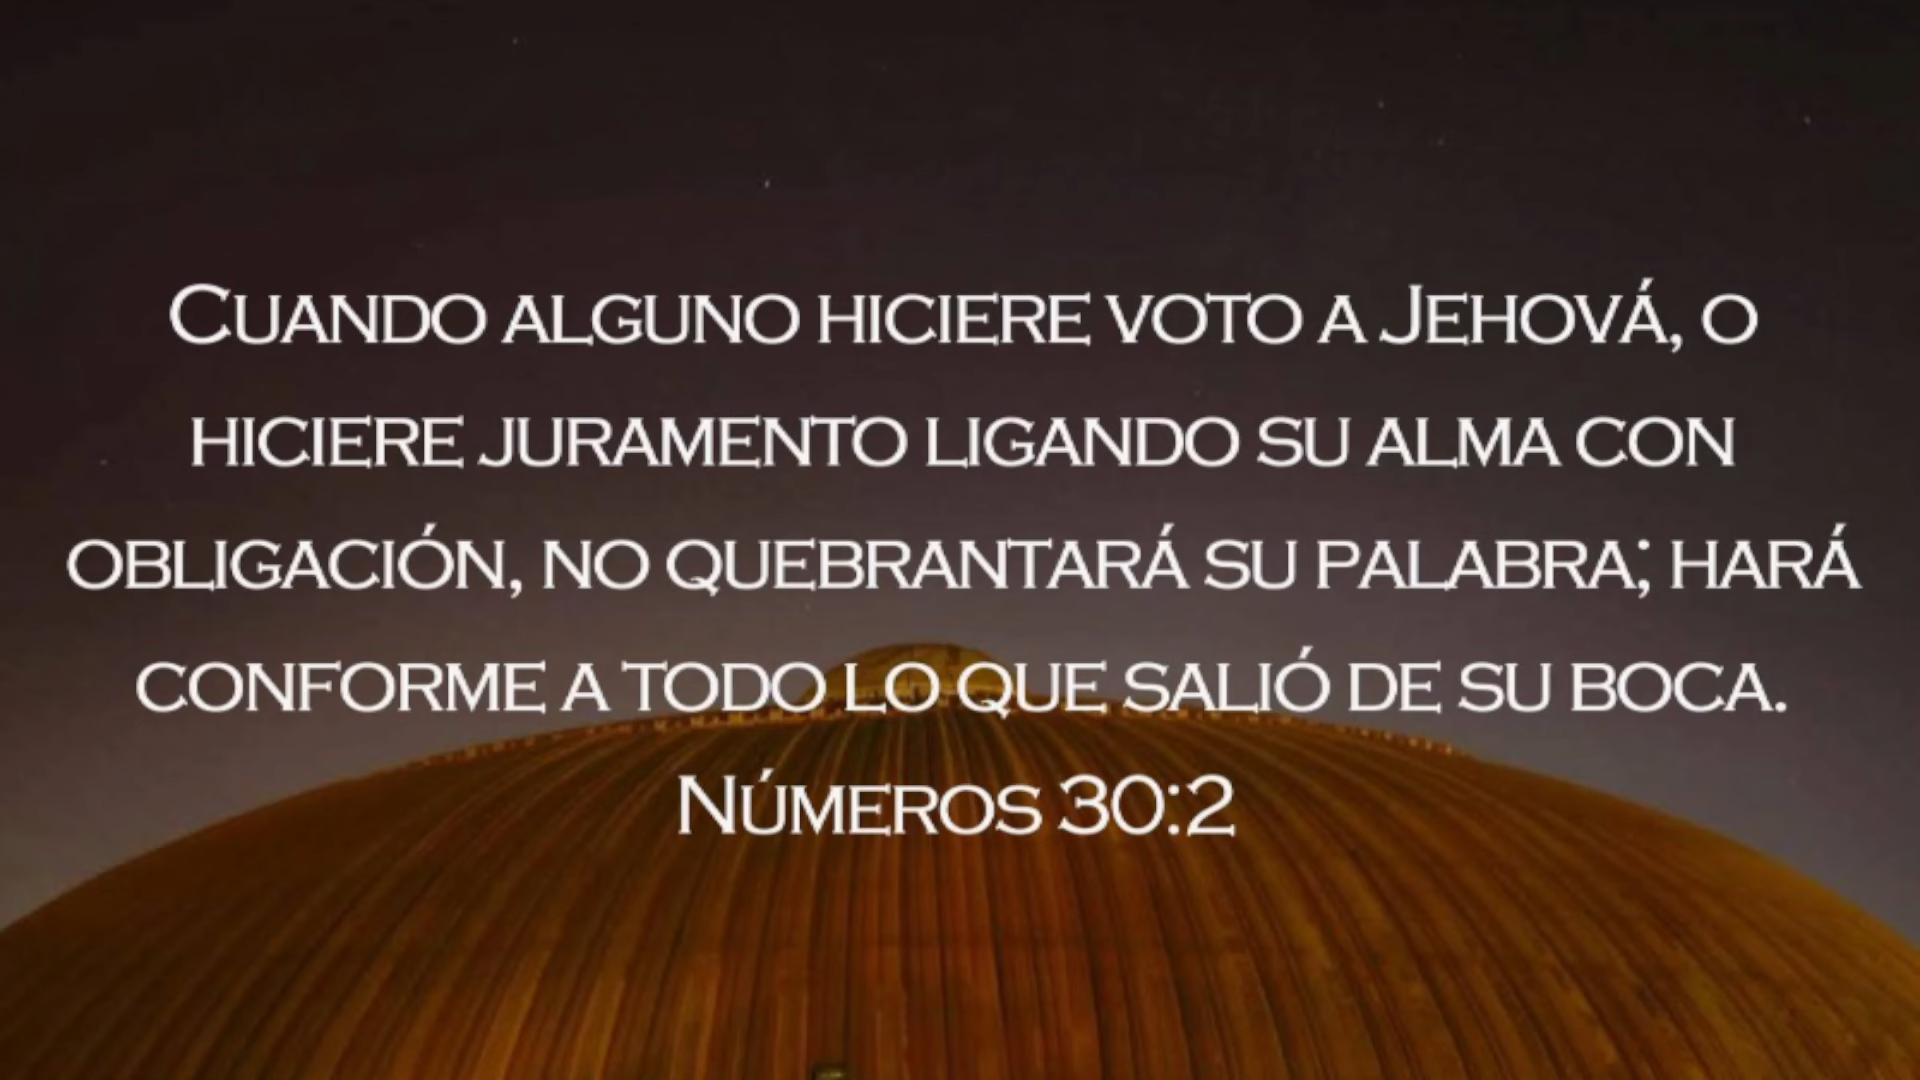 Cuando alguno hiciere voto a Jehová, o
hiciere juramento ligando su alma con
obligación, no quebrantará su palabra; hará
conforme a todo lo que salió de su boca.
Números 30:2